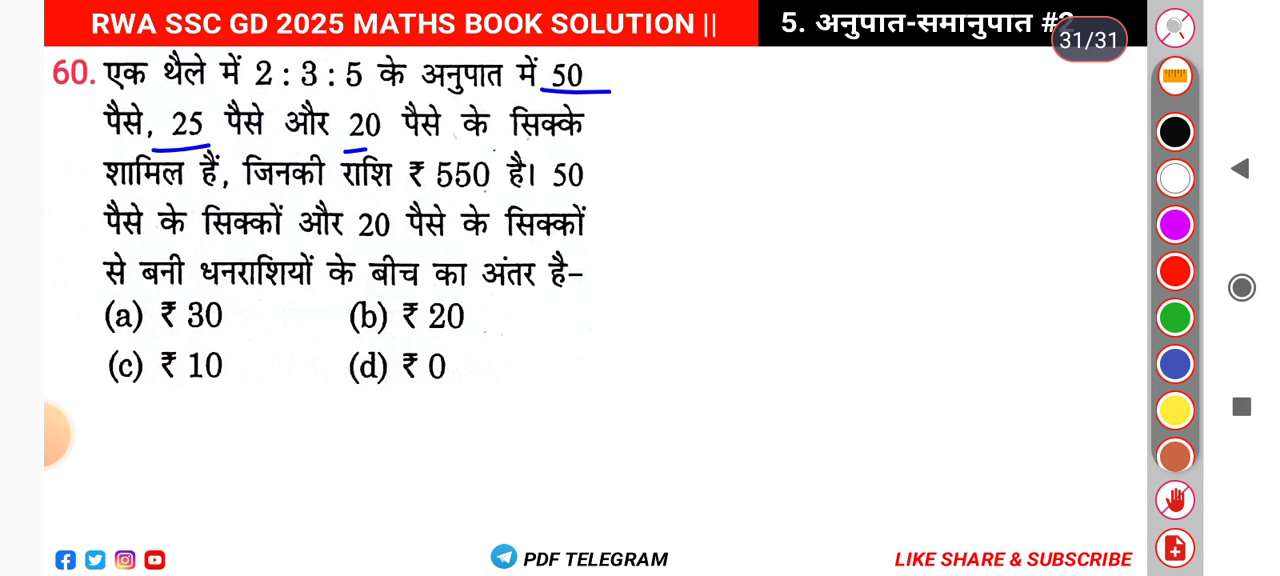 RWA SSC GD 2025 MATHS BOOK SOLUTION ||
5. अनुपात-समानुपात
31/31
60. एक थैले में 2 : 3 : 5 के अनुपात में 50
पैसे, 25 पैसे और 20 पैसे के सिक्के
शामिल हैं, जिनकी राशि ₹ 550 है। 50
पैसे के सिक्कों और 20 पैसे के सिक्कों
से बनी धनराशियों के बीच का अंतर है–
(a) ₹ 30 (b) ₹ 20
(c) ₹ 10 (d) ₹ 0
PDF TELEGRAM
LIKE SHARE & SUBSCRIBE